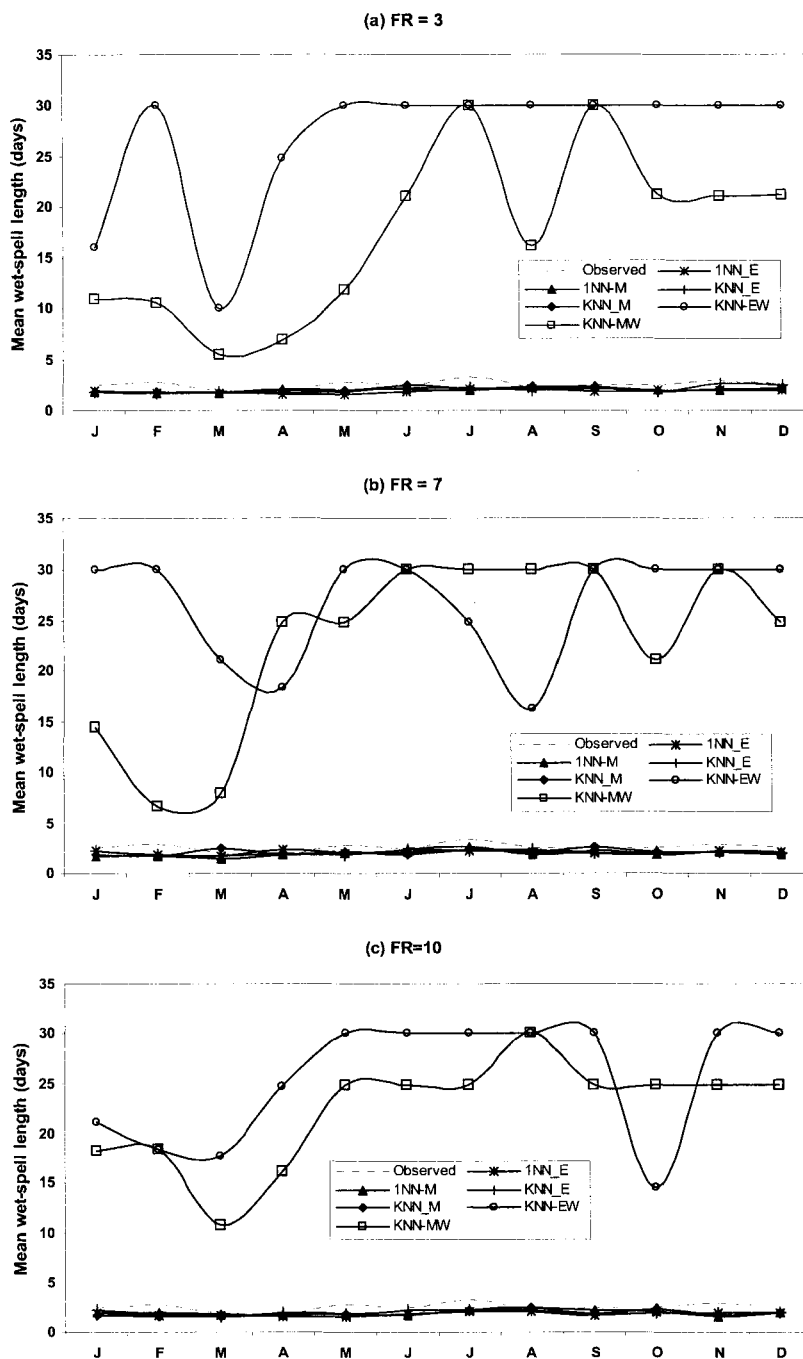 (a) FR = 3
Mean wet-spell length (days)
35
30
25
20
15
10
5
0
Observed
1NN_E
1NN-M
KNN_E
KNN_M
KNN-EW
KNN-MW
J F M A M J J A S O N D
(b) FR = 7
Mean wet-spell length (days)
35
30
25
20
15
10
5
0
Observed
1NN_E
1NN-M
KNN_E
KNN_M
KNN-EW
KNN-MW
J F M A M J J A S O N D
(c) FR=10
Mean wet-spell length (days)
35
30
25
20
15
10
5
0
Observed
1NN_E
1NN-M
KNN_E
KNN_M
KNN-EW
KNN-MW
J F M A M J J A S O N D